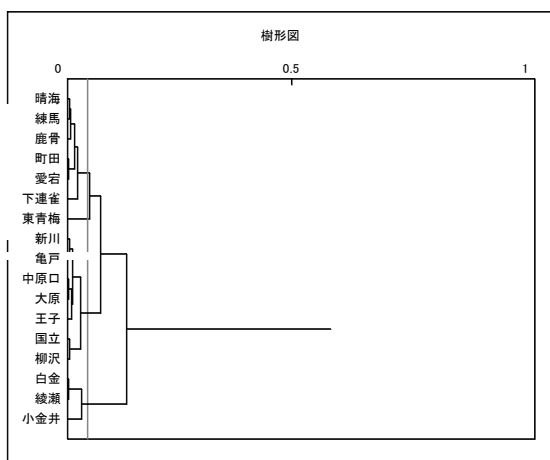 樹形図
0 0.5 1
晴海
練馬
鹿骨
町田
愛宕
下連雀
東青梅
新川
亀戸
中原口
大原
王子
国立
柳沢
白金
綾瀬
小金井